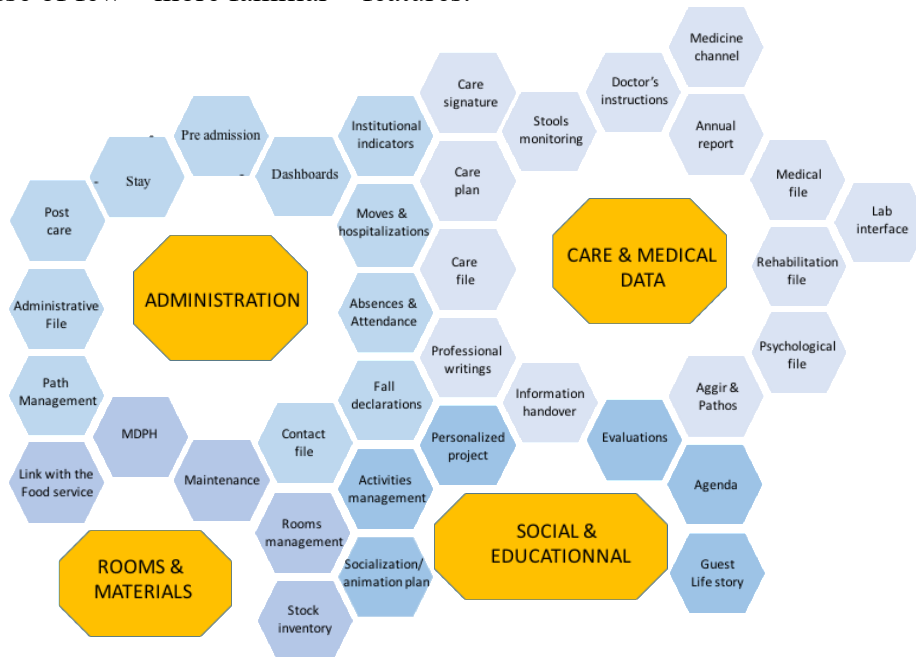 Medicine
channel
Care
signature
Doctor's
instructions
Stools
monitoring
Annual
report
Pre admission
Institutional
indicators
Dashboards
Stay
Care
plan
Medical
file
Lab
interface
Post
care
Moves &
hospitalizations
CARE & MEDICAL
DATA
Care
file
Rehabilitation
file
ADMINISTRATION
Administrative
File
Absences &
Attendance
Professional
writings
Psychological
file
Path
Management
Fall
declarations
Information
handover
Aggir &
Pathos
MDPH
Contact
file
Personalized
project
Evaluations
Link with the
Food service
Maintenance
Activities
management
Agenda
Rooms
management
SOCIAL &
EDUCATIONNAL
ROOMS &
MATERIALS
Socialization/
animation plan
Guest
Life story
Stock
inventory